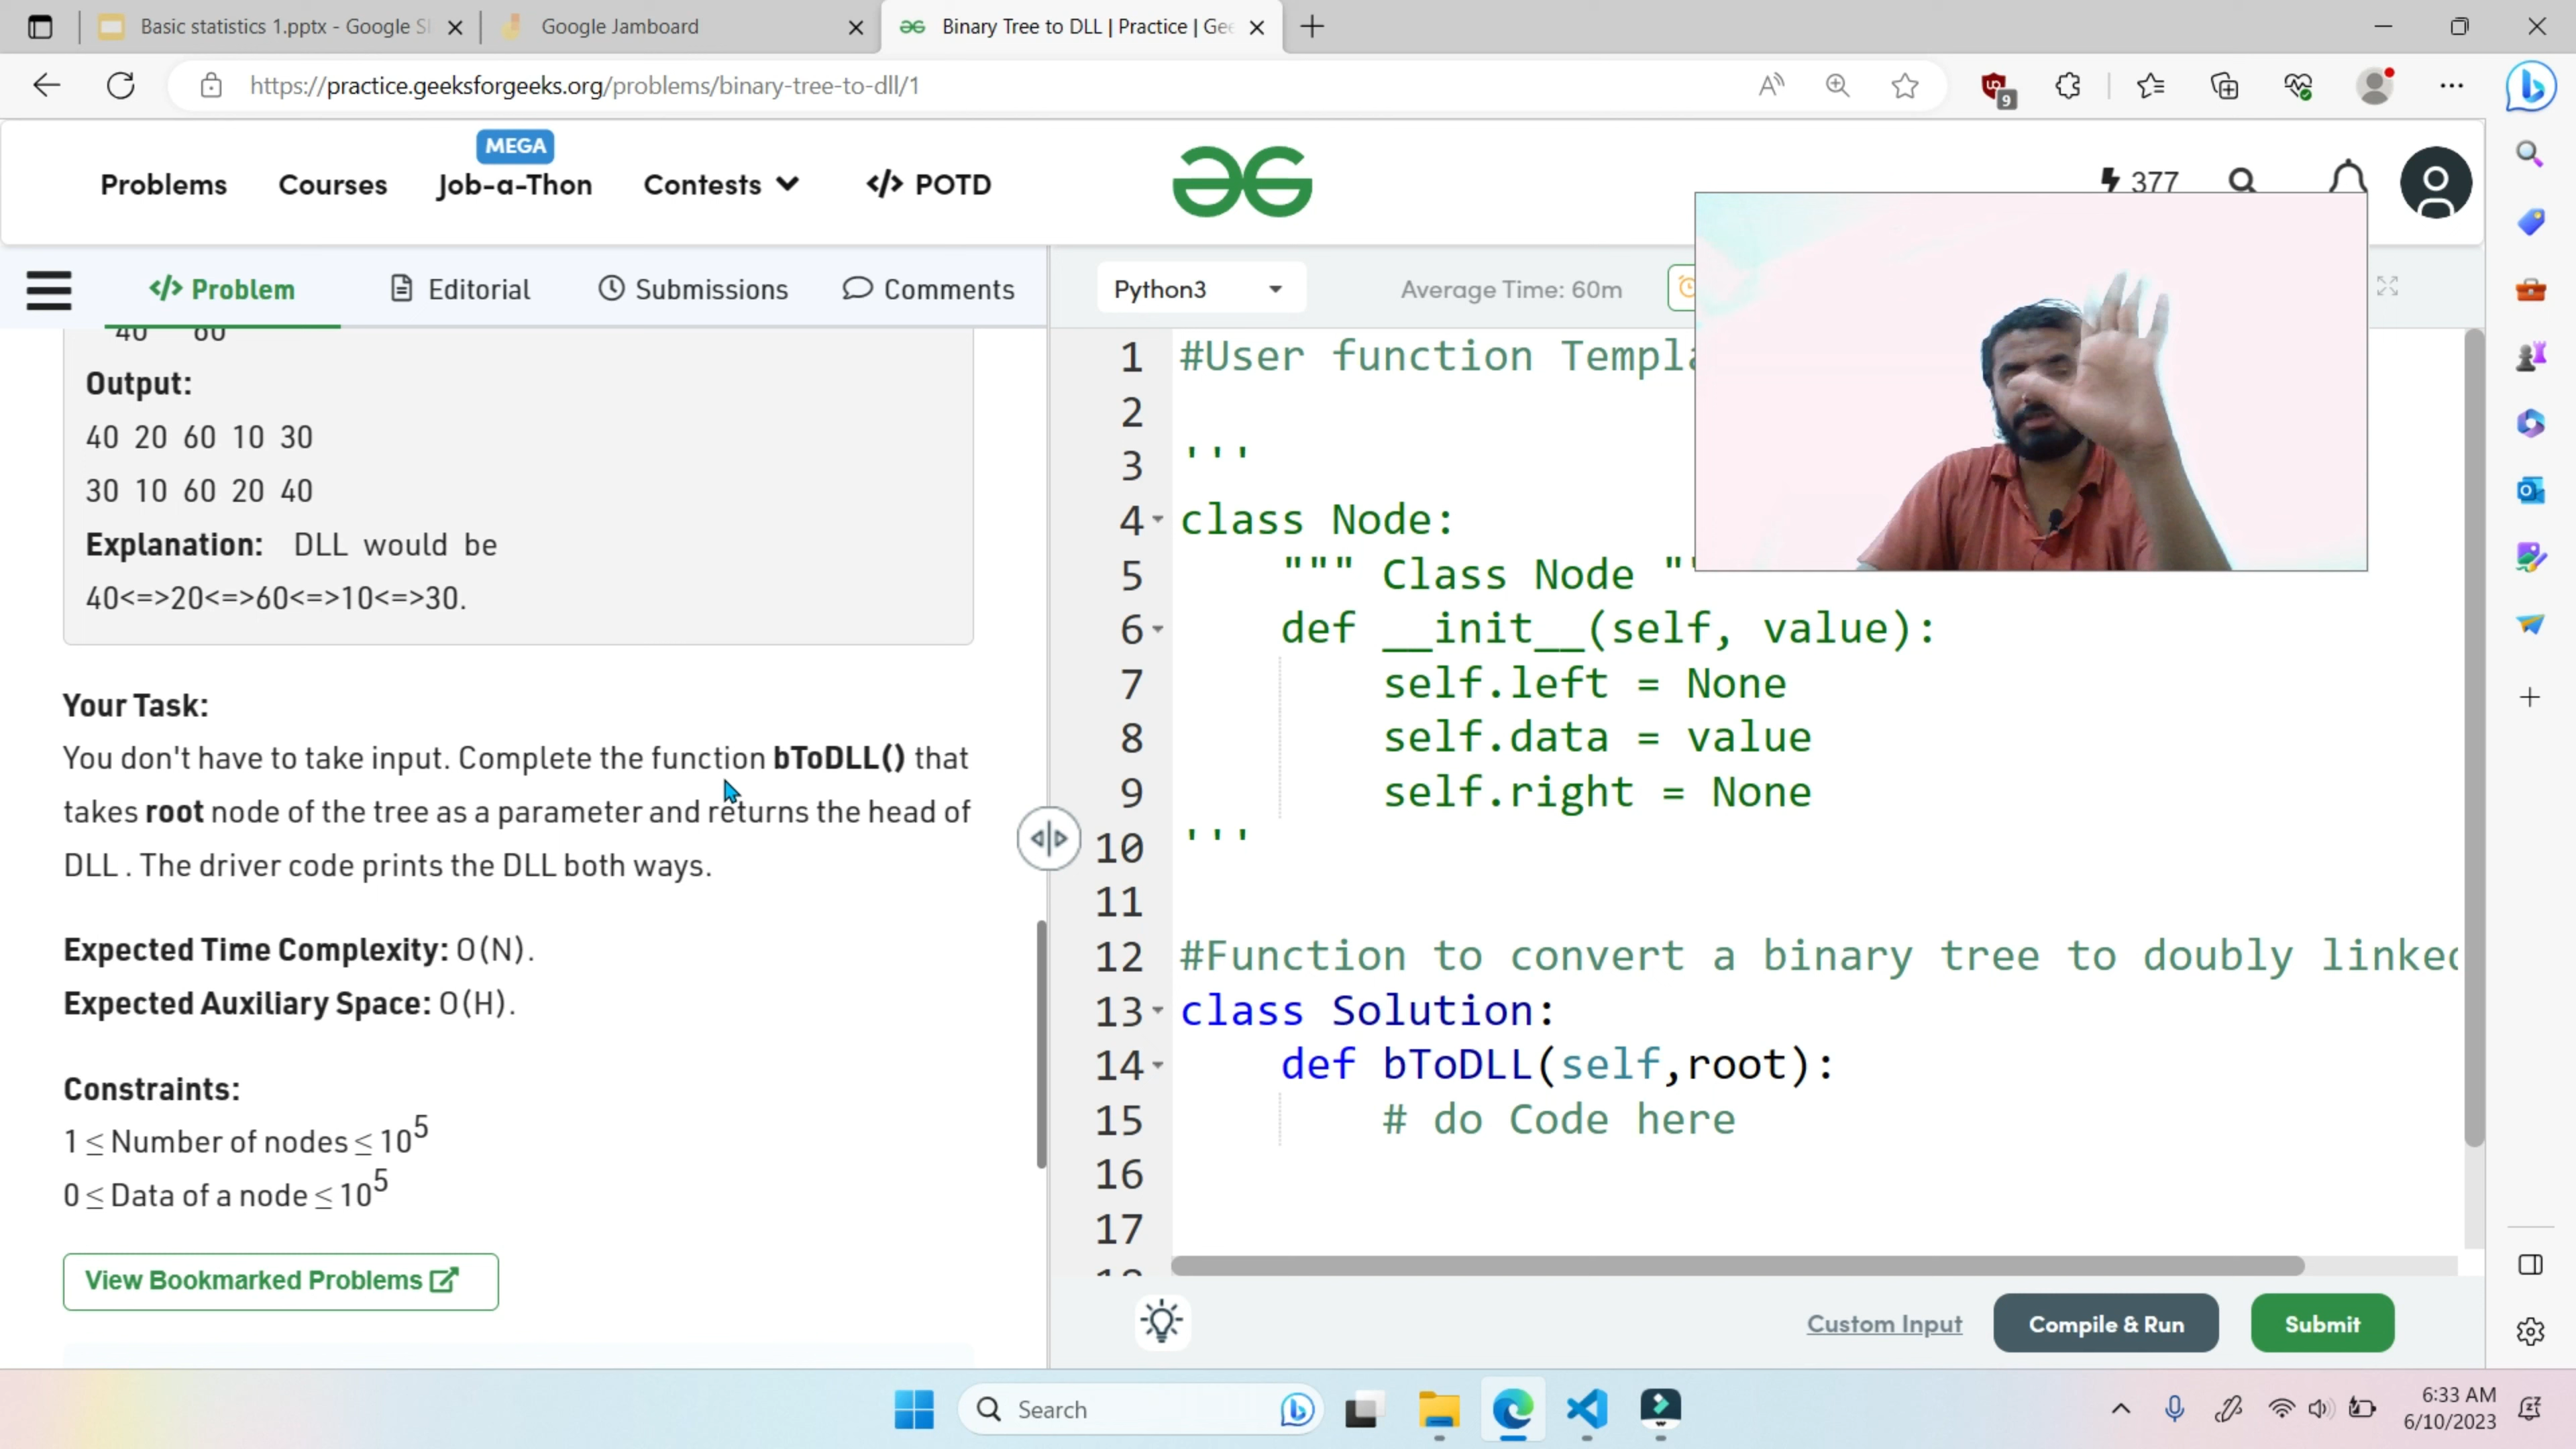 Basic statistics 1.pptx - Google Sl
Google Jamboard
Binary Tree to DLL | Practice | Gee
https://practice.geeksforgeeks.org/problems/binary-tree-to-dll/1
9
MEGA
Problems
Courses
Job-a-Thon
Contests
</> POTD
377
</> Problem
Editorial
Submissions
Comments
Python3
Average Time: 60m
40 60
Output:
40 20 60 10 30
30 10 60 20 40
Explanation: DLL would be
40<=>20<=>60<=>10<=>30.
Your Task:
You don't have to take input. Complete the function bToDLL() that
takes root node of the tree as a parameter and returns the head of
DLL . The driver code prints the DLL both ways.
Expected Time Complexity: O(N).
Expected Auxiliary Space: O(H).
Constraints:
1 ≤ Number of nodes ≤ 10^5
0 ≤ Data of a node ≤ 10^5
View Bookmarked Problems
1 #User function Templa
2
3 '''
4 class Node:
5 """ Class Node ""
6 def __init__(self, value):
7 self.left = None
8 self.data = value
9 self.right = None
10 '''
11
12 #Function to convert a binary tree to doubly linked
13 class Solution:
14 def bToDLL(self,root):
15 # do Code here
16
17
Custom Input
Compile & Run
Submit
Search
6:33 AM
6/10/2023